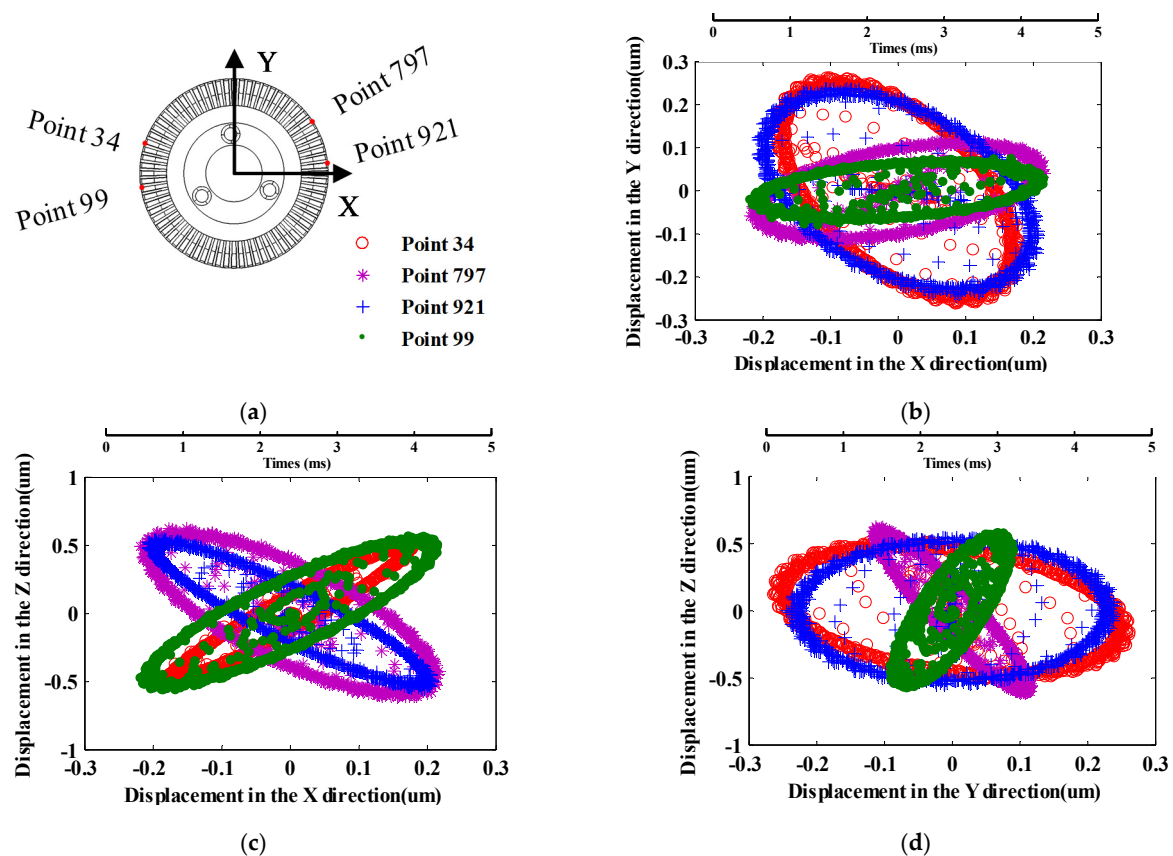 Y
X
Point 797
Point 34
Point 921
Point 99
Point 34
Point 797
Point 921
Point 99
(a)
0 1 2 3 4 5
Times (ms)
Displacement in the Y direction(um)
0.3
0.2
0.1
0
-0.1
-0.2
-0.3
-0.3 -0.2 -0.1 0 0.1 0.2 0.3
Displacement in the X direction(um)
(b)
0 1 2 3 4 5
Times (ms)
Displacement in the Z direction(um)
1
0.5
0
-0.5
-1
-0.3 -0.2 -0.1 0 0.1 0.2 0.3
Displacement in the X direction(um)
(c)
0 1 2 3 4 5
Times (ms)
Displacement in the Z direction(um)
1
0.5
0
-0.5
-1
-0.3 -0.2 -0.1 0 0.1 0.2 0.3
Displacement in the Y direction(um)
(d)